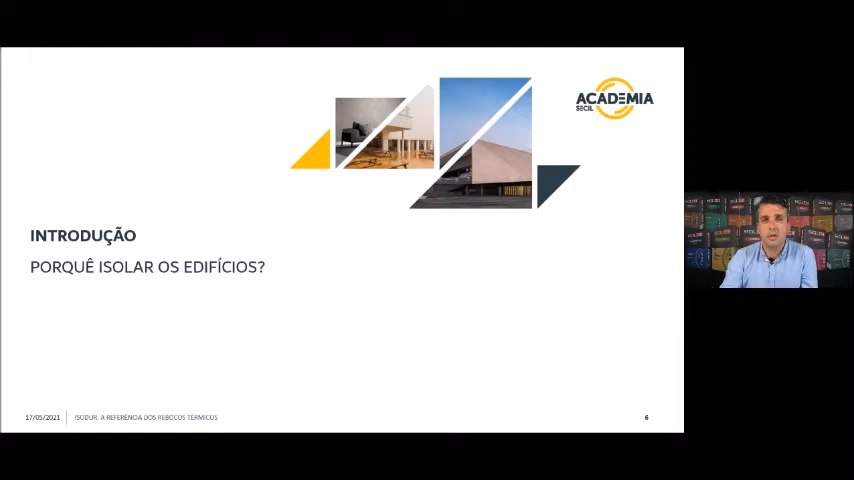 ACADEMIA
SECIL
INTRODUÇÃO
PORQUÊ ISOLAR OS EDIFÍCIOS?
17/05/2021
ISODUR, A REFERÊNCIA DOS REBOCOS TÉRMICOS
6